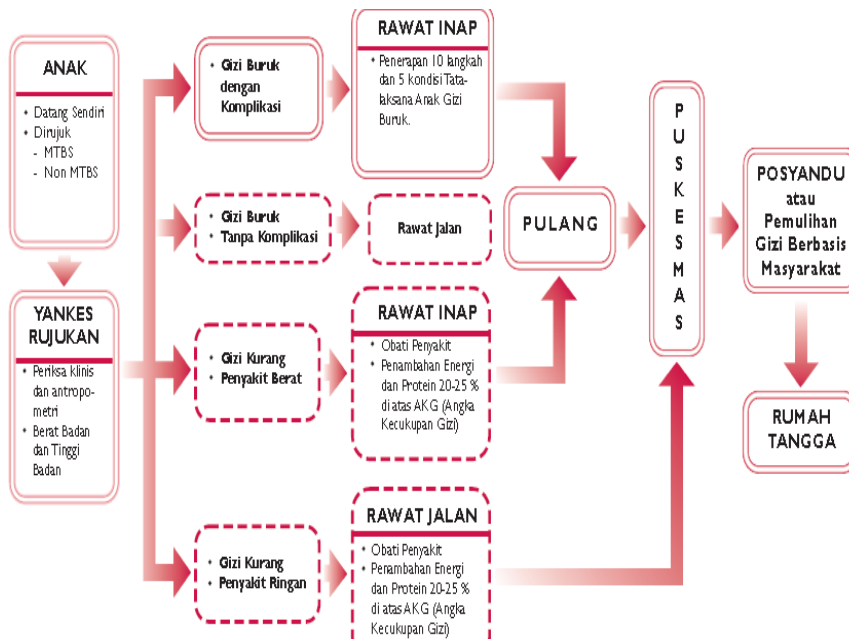 ANAK
• Datang Sendiri
• Dirujuk
- MTBS
- Non MTBS
YANKES
RUJUKAN
• Periksa klinis
dan antropo-
metri
• Berat Badan
dan Tinggi
Badan
• Gizi Buruk
dengan
Komplikasi
RAWAT INAP
• Penerapan 10 langkah
dan 5 kondisi Tata-
laksana Anak Gizi
Buruk.
• Gizi Buruk
• Tanpa Komplikasi
Rawat Jalan
• Gizi Kurang
• Penyakit Berat
RAWAT INAP
• Obati Penyakit
• Penambahan Energi
dan Protein 20-25 %
di atas AKG (Angka
Kecukupan Gizi)
• Gizi Kurang
• Penyakit Ringan
RAWAT JALAN
• Obati Penyakit
• Penambahan Energi
dan Protein 20-25 %
di atas AKG (Angka
Kecukupan Gizi)
PULANG
P
U
S
K
E
S
M
A
S
POSYANDU
atau
Pemulihan
Gizi Berbasis
Masyarakat
RUMAH
TANGGA